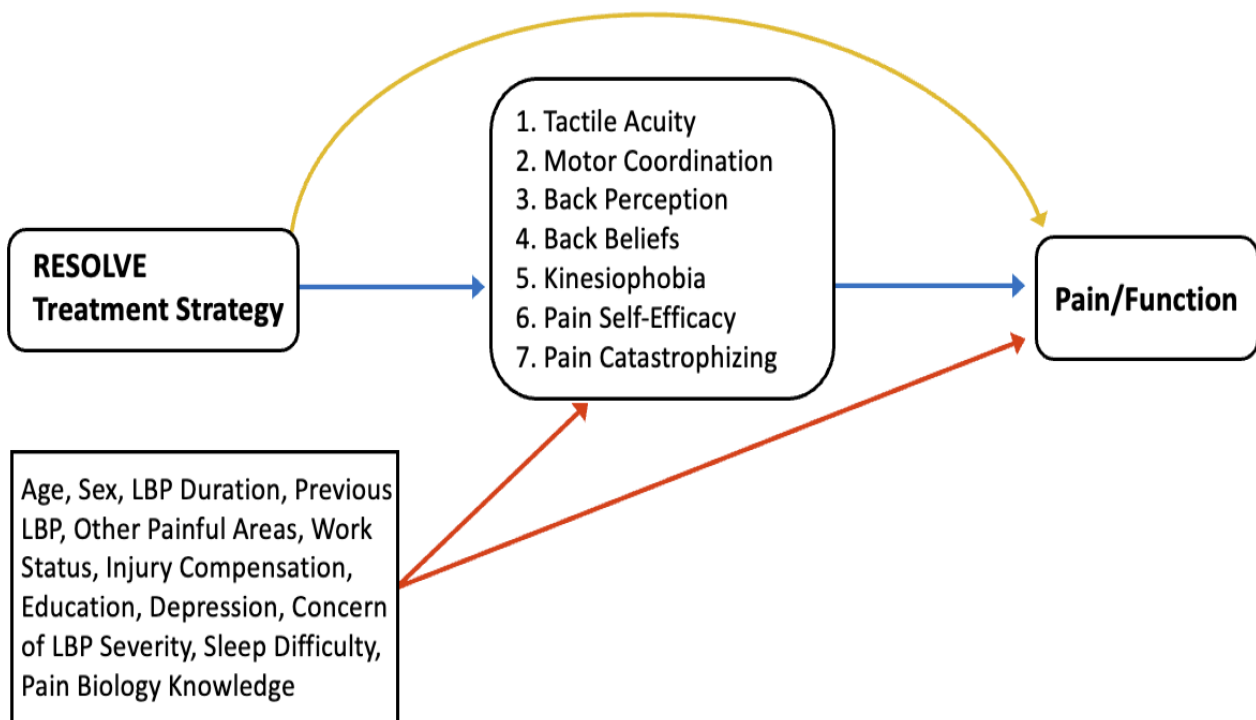 RESOLVE
Treatment Strategy
1. Tactile Acuity
2. Motor Coordination
3. Back Perception
4. Back Beliefs
5. Kinesiophobia
6. Pain Self-Efficacy
7. Pain Catastrophizing
Pain/Function
Age, Sex, LBP Duration, Previous
LBP, Other Painful Areas, Work
Status, Injury Compensation,
Education, Depression, Concern
of LBP Severity, Sleep Difficulty,
Pain Biology Knowledge